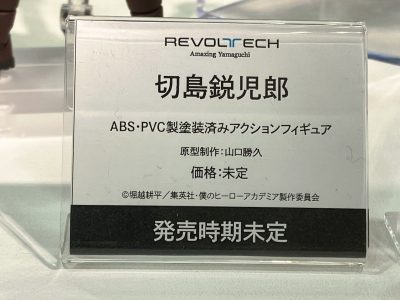 REVOLTECH
Amazing Yamaguchi
切島鋭児郎
ABS・PVC製塗装済みアクションフィギュア
原型制作：山口勝久
価格：未定
©堀越耕平／集英社・僕のヒーローアカデミア製作委員会
発売時期未定